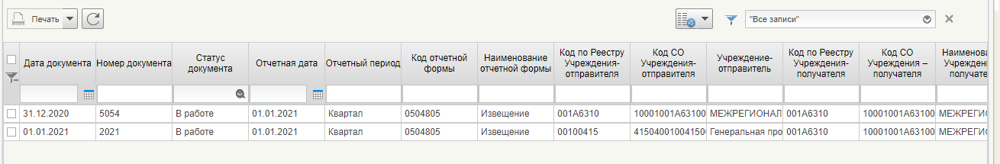 Печать "Все записи"
Дата документа Номер документа Статус документа Отчетная дата Отчетный период Код отчетной формы Наименование отчетной формы Код по Реестру Учреждения-отправителя Код СО Учреждения-отправителя Учреждение-отправитель Код по Реестру Учреждения-получателя Код СО Учреждения – получателя Наименова Учрежден получате
31.12.2020 5054 В работе 01.01.2021 Квартал 0504805 Извещение 001А6310 10001001А63100 МЕЖРЕГИОНАЛ 001А6310 10001001А63100 МЕЖРЕГИО
01.01.2021 2021 В работе 01.01.2021 Квартал 0504805 Извещение 00100415 41504001004150 Генеральная про 001А6310 10001001А63100 МЕЖРЕГИО